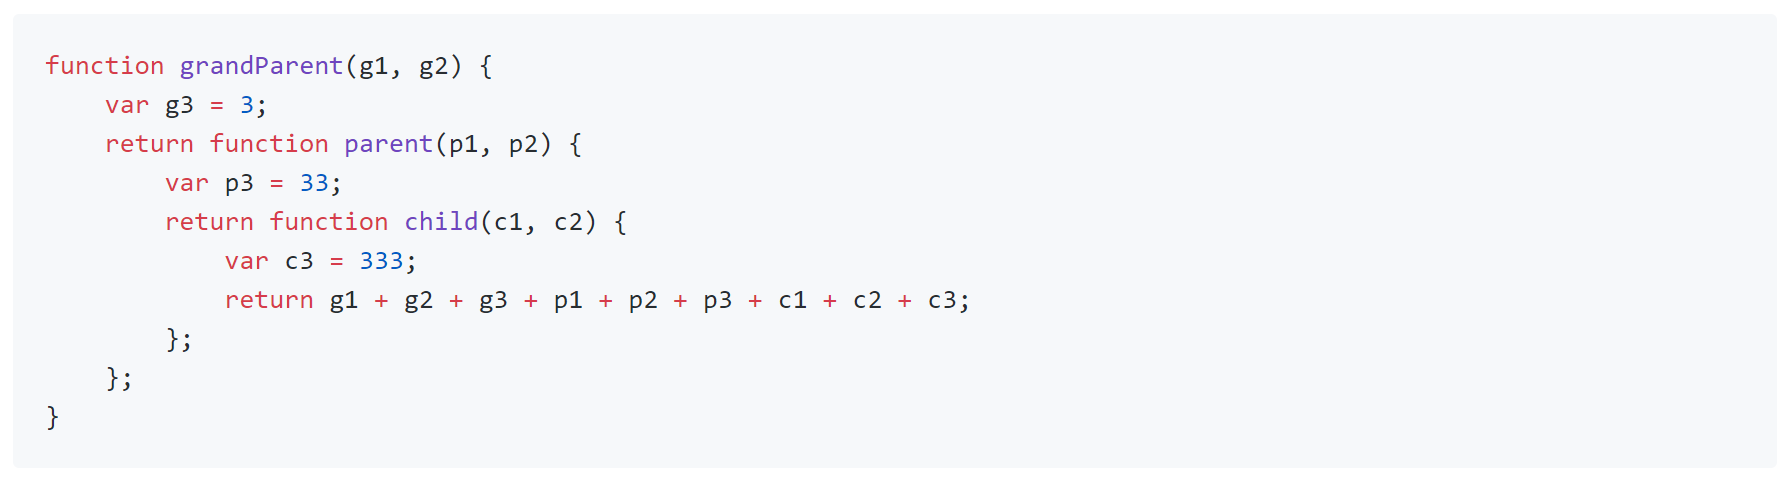 function grandParent(g1, g2) {
    var g3 = 3;
    return function parent(p1, p2) {
        var p3 = 33;
        return function child(c1, c2) {
            var c3 = 333;
            return g1 + g2 + g3 + p1 + p2 + p3 + c1 + c2 + c3;
        };
    };
}